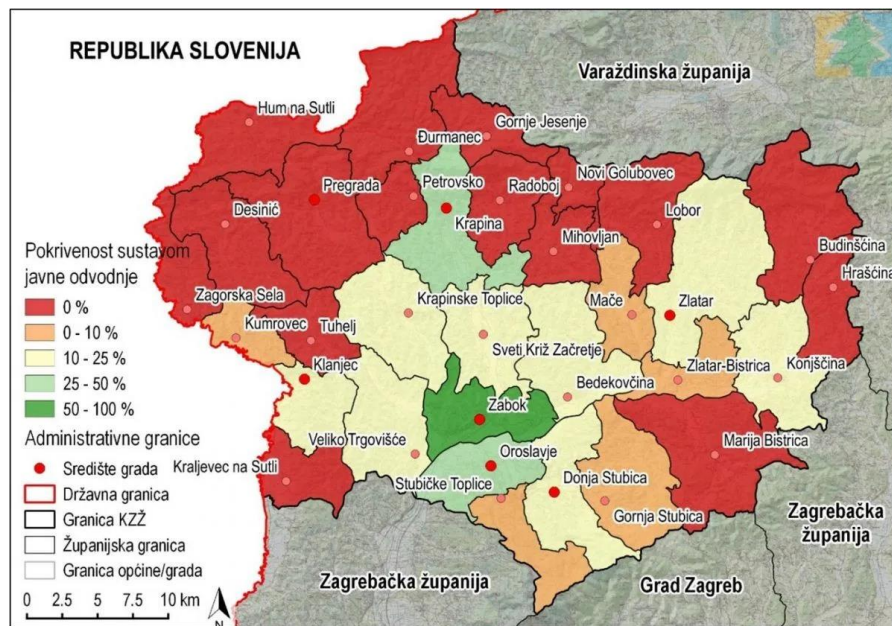 REPUBLIKA SLOVENIJA
Varaždinska županija
Hum na Sutli
Gornje Jesenje
Đurmanec
Novi Golubovec
Pregrada
Petrovsko
Radoboj
Desinić
Krapina
Lobor
Mihovljan
Budinšćina
Hrašćina
Pokrivenost sustavom
javne odvodnje
0 %
0 - 10 %
10 - 25 %
25 - 50 %
50 - 100 %
Zagorska Sela
Krapinske Toplice
Mače
Zlatar
Kumrovec
Tuhelj
Sveti Križ Začretje
Klanjec
Zlatar-Bistrica
Konjščina
Bedekovčina
Zabok
Administrativne granice
Središte grada
Državna granica
Granica KZŽ
Županijska granica
Granica općine/grada
Veliko Trgovišće
Oroslavje
Marija Bistrica
Kraljevec na Sutli
Stubičke Toplice
Donja Stubica
Gornja Stubica
Zagrebačka
županija
Zagrebačka županija
Grad Zagreb
0 2.5 5 10 km
N